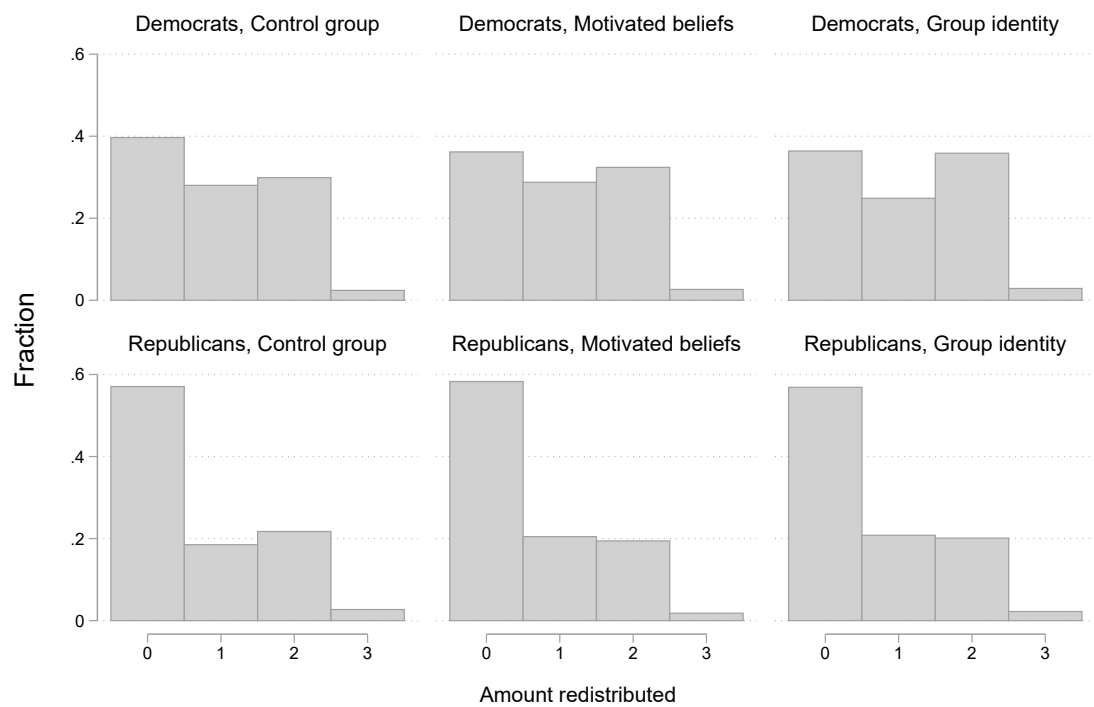 Democrats, Control group
Democrats, Motivated beliefs
Democrats, Group identity
.6
.4
.2
0
Fraction
Republicans, Control group
Republicans, Motivated beliefs
Republicans, Group identity
.6
.4
.2
0
0 1 2 3
0 1 2 3
0 1 2 3
Amount redistributed